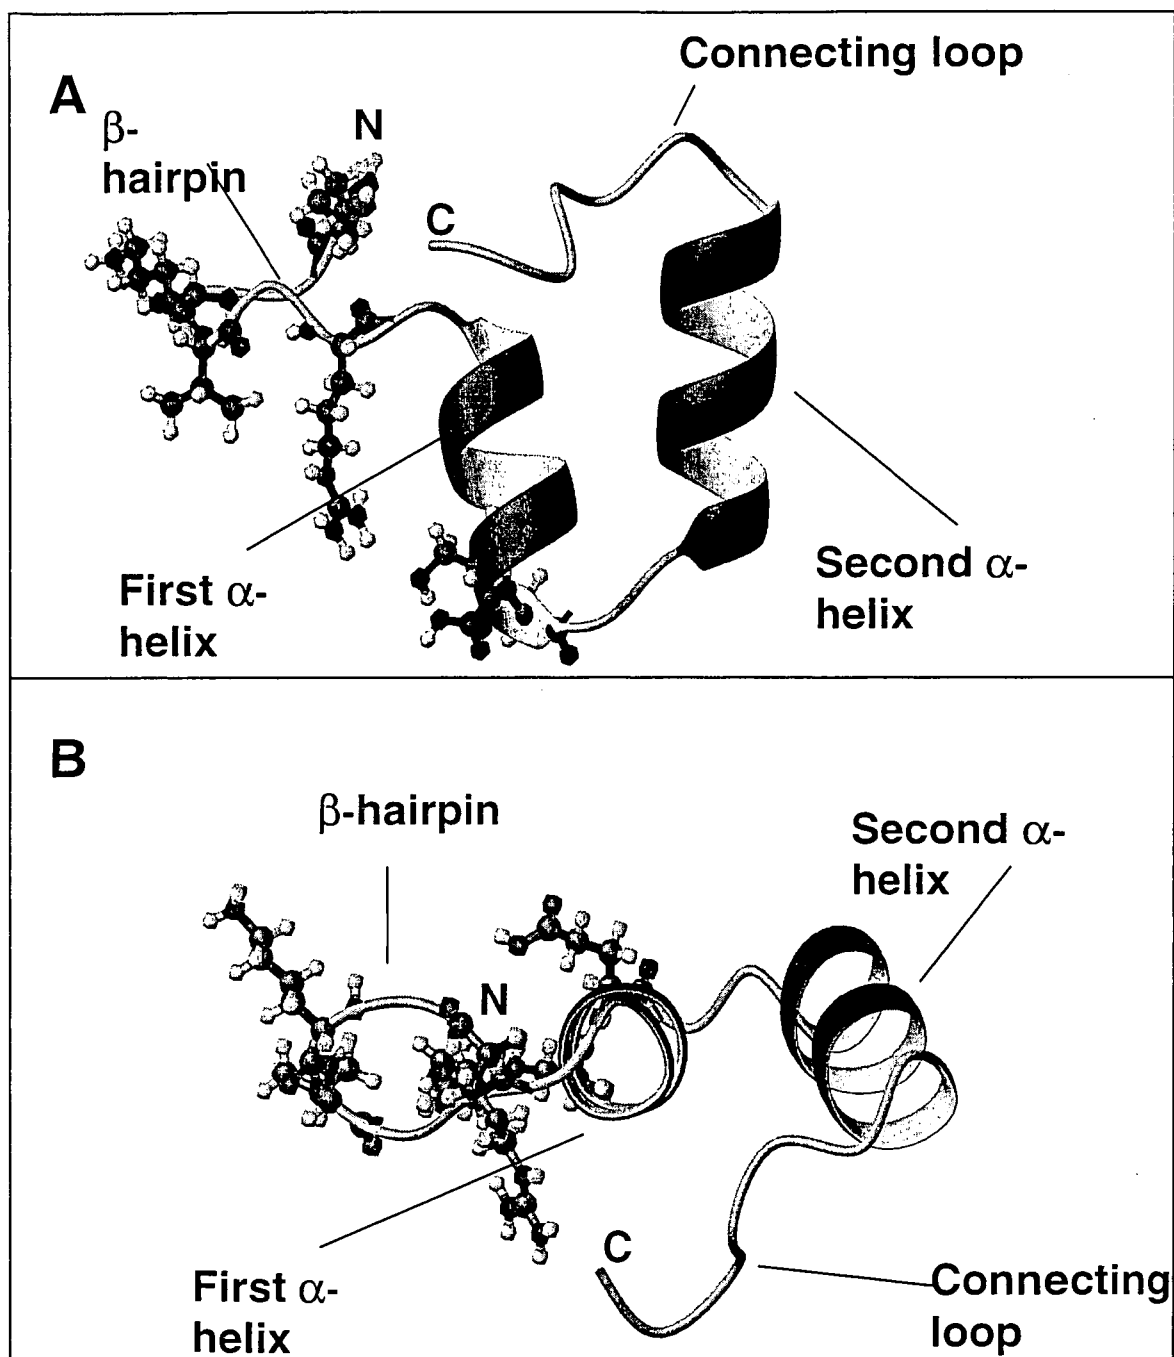 Connecting loop
A
β-
hairpin
N
C
First α-
helix
Second α-
helix
B
β-hairpin
Second α-
helix
N
C
First α-
helix
Connecting
loop